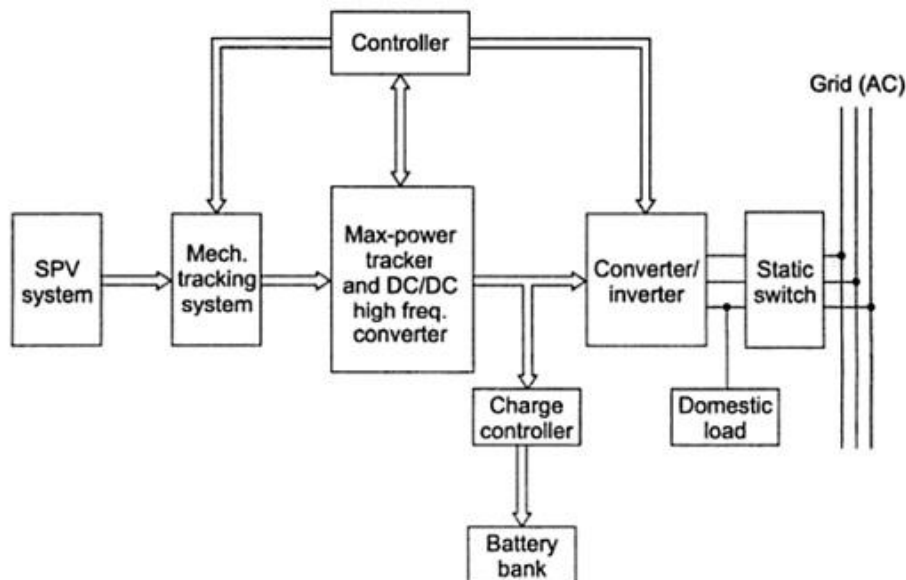 Controller
Grid (AC)
SPV
system
Mech.
tracking
system
Max-power
tracker
and DC/DC
high freq.
converter
Converter/
inverter
Static
switch
Charge
controller
Domestic
load
Battery
bank